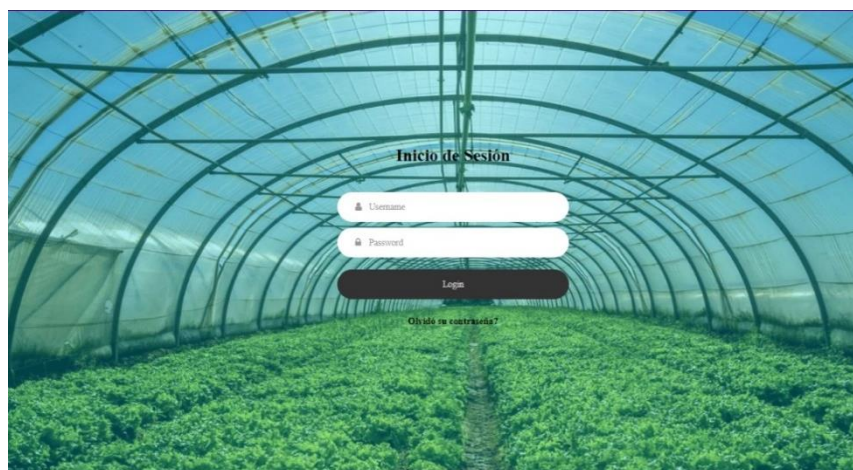 Inicio de Sesión
Username
Password
Login
Olvidó su contraseña?